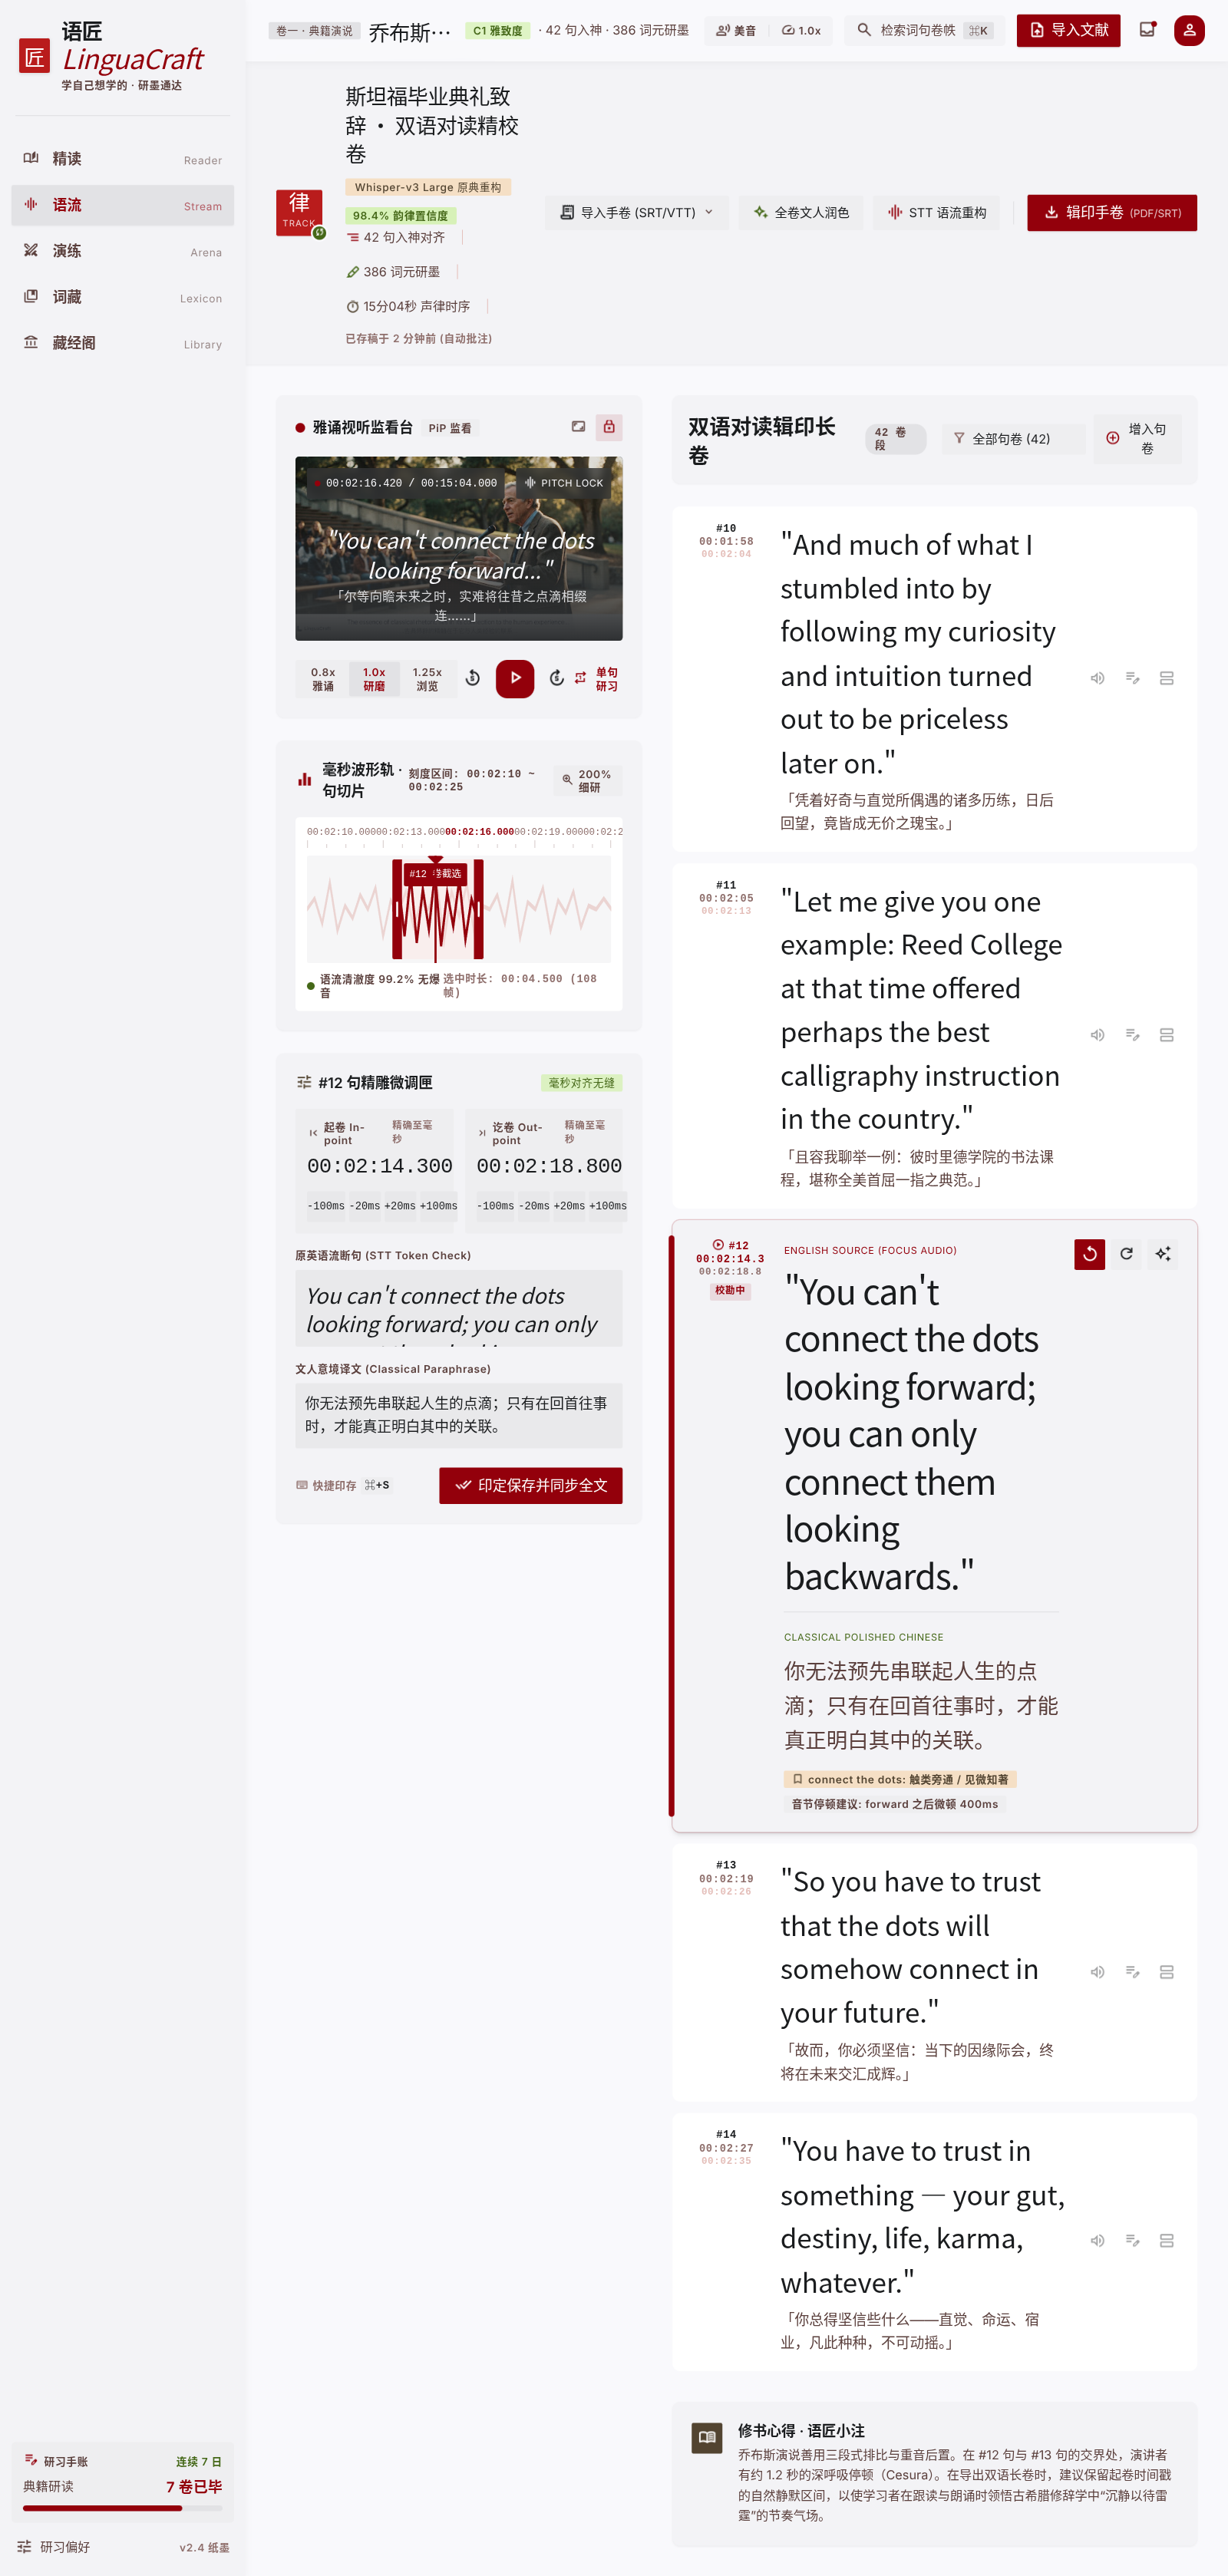 匠
语匠
LinguaCraft
学自己想学的 · 研墨通达
精读 Reader
语流 Stream
演练 Arena
词藏 Lexicon
藏经阁 Library
研习手账 连续 7 日
典籍研读 7 卷已毕
研习偏好 v2.4 纸墨
卷一 · 典籍演说 乔布斯… C1 雅致度 · 42 句入神 · 386 词元研墨 美音 1.0x 检索词句卷帙 ⌘K 导入文献
律
TRACK
斯坦福毕业典礼致
辞 · 双语对读精校
卷
Whisper-v3 Large 原典重构
98.4% 韵律置信度
42 句入神对齐
386 词元研墨
15分04秒 声律时序
已存稿于 2 分钟前 (自动批注)
导入手卷 (SRT/VTT) 全卷文人润色 STT 语流重构 辑印手卷 (PDF/SRT)
雅诵视听监看台 PiP 监看
00:02:16.420 / 00:15:04.000 PITCH LOCK
"You can't connect the dots
looking forward..."
「尔等向瞻未来之时，实难将往昔之点滴相缀
连……」
0.8x
雅诵
1.0x
研磨
1.25x
浏览
单句
研习
毫秒波形轨 ·
句切片
刻度区间: 00:02:10 ~
00:02:25
200%
细研
00:02:10.000 00:02:13.000 00:02:16.000 00:02:19.000 00:02:2
语流清澈度 99.2% 无爆
音
选中时长: 00:04.500 (108
帧)
#12 句精雕微调匣 毫秒对齐无缝
起卷 In-
point
精确至毫
秒
00:02:14.300
-100ms -20ms +20ms +100ms
讫卷 Out-
point
精确至毫
秒
00:02:18.800
-100ms -20ms +20ms +100ms
原英语流断句 (STT Token Check)
You can't connect the dots
looking forward; you can only
文人意境译文 (Classical Paraphrase)
你无法预先串联起人生的点滴；只有在回首往事
时，才能真正明白其中的关联。
快捷印存 ⌘+S 印定保存并同步全文
双语对读辑印长
卷
42 卷
段
全部句卷 (42)
增入句
卷
#10
00:01:58
00:02:04
"And much of what I
stumbled into by
following my curiosity
and intuition turned
out to be priceless
later on."
「凭着好奇与直觉所偶遇的诸多历练，日后
回望，竟皆成无价之瑰宝。」
#11
00:02:05
00:02:13
"Let me give you one
example: Reed College
at that time offered
perhaps the best
calligraphy instruction
in the country."
「且容我聊举一例：彼时里德学院的书法课
程，堪称全美首屈一指之典范。」
#12
00:02:14.3
00:02:18.8
校勘中
ENGLISH SOURCE (FOCUS AUDIO)
"You can't
connect the dots
looking forward;
you can only
connect them
looking
backwards."
CLASSICAL POLISHED CHINESE
你无法预先串联起人生的点
滴；只有在回首往事时，才能
真正明白其中的关联。
connect the dots: 触类旁通 / 见微知著
音节停顿建议: forward 之后微顿 400ms
#13
00:02:19
00:02:26
"So you have to trust
that the dots will
somehow connect in
your future."
「故而，你必须坚信：当下的因缘际会，终
将在未来交汇成辉。」
#14
00:02:27
00:02:35
"You have to trust in
something — your gut,
destiny, life, karma,
whatever."
「你总得坚信些什么——直觉、命运、宿
业，凡此种种，不可动摇。」
修书心得 · 语匠小注
乔布斯演说善用三段式排比与重音后置。在 #12 句与 #13 句的交界处，演讲者
有约 1.2 秒的深呼吸停顿（Cesura）。在导出双语长卷时，建议保留起卷时间戳
的自然静默区间，以使学习者在跟读与朗诵时领悟古希腊修辞学中“沉静以待雷
霆”的节奏气场。